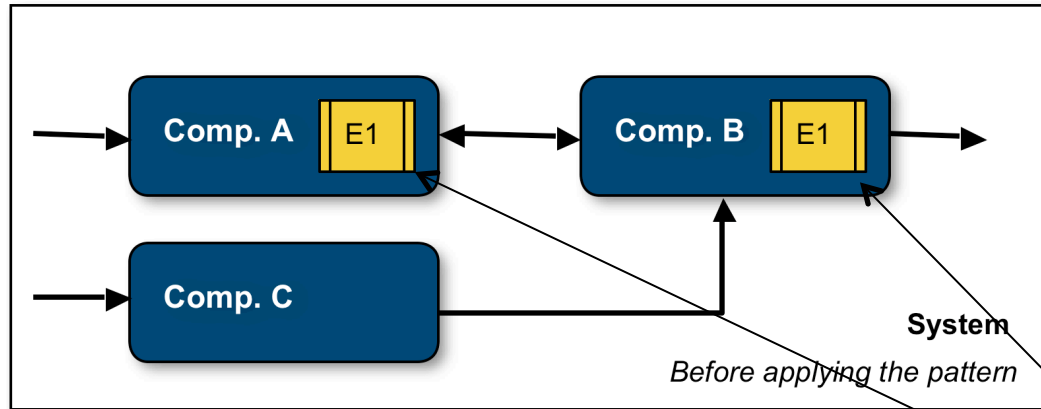 Comp. A
E1
Comp. B
E1
Comp. C
System
Before applying the pattern